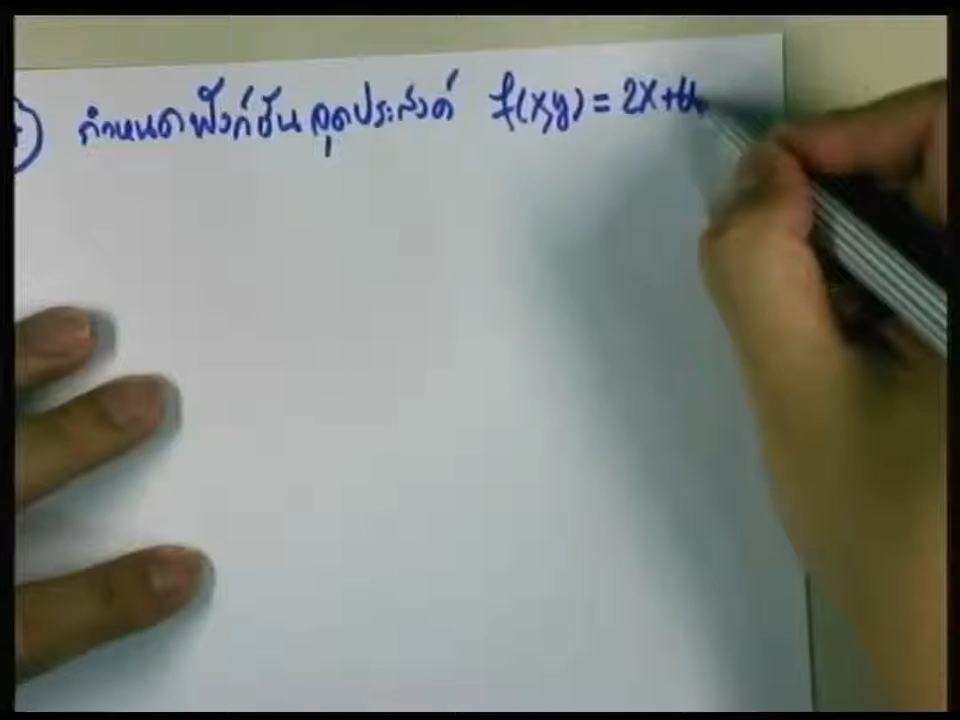 กำหนดฟังก์ชันจุดประสงค์ f(x,y) = 2x+